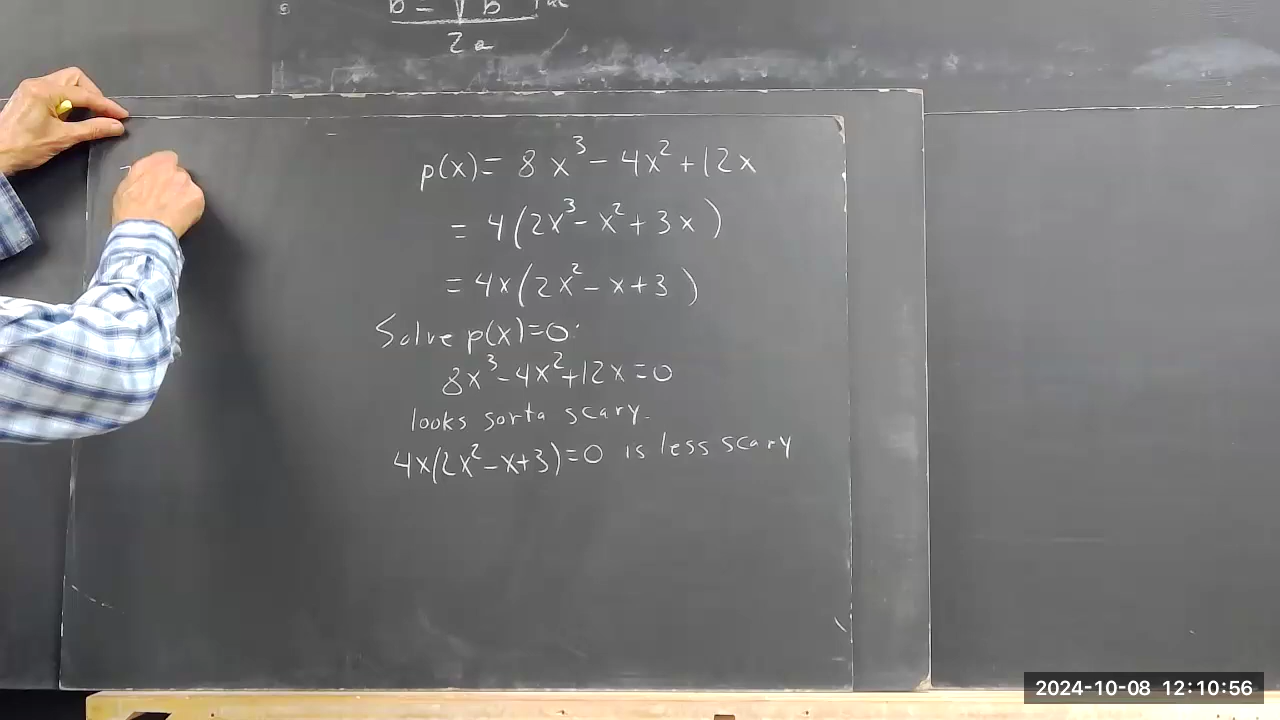 2a
p(x) = 8x³ - 4x² + 12x
= 4(2x³ - x² + 3x)
= 4x(2x² - x + 3)
Solve p(x)=0:
8x³-4x²+12x=0
looks sorta scary.
4x(2x²-x+3)=0 is less scary
2024-10-08 12:10:56